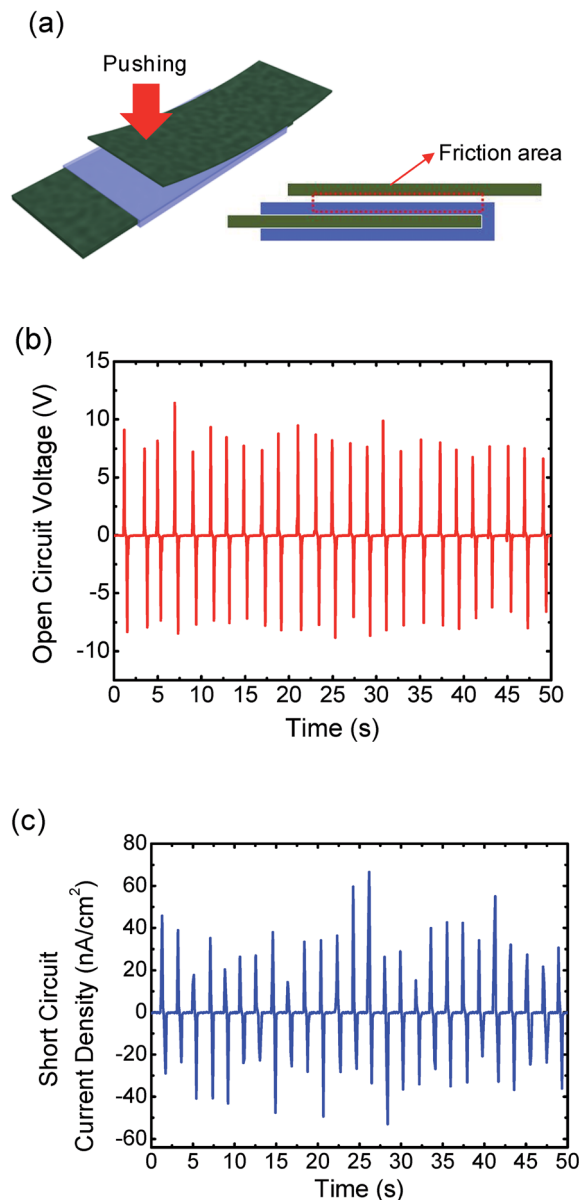 (a)
Pushing
Friction area
(b)
Open Circuit Voltage (V)
15
10
5
0
-5
-10
0 5 10 15 20 25 30 35 40 45 50
Time (s)
(c)
Short Circuit
Current Density (nA/cm²)
80
60
40
20
0
-20
-40
-60
0 5 10 15 20 25 30 35 40 45 50
Time (s)